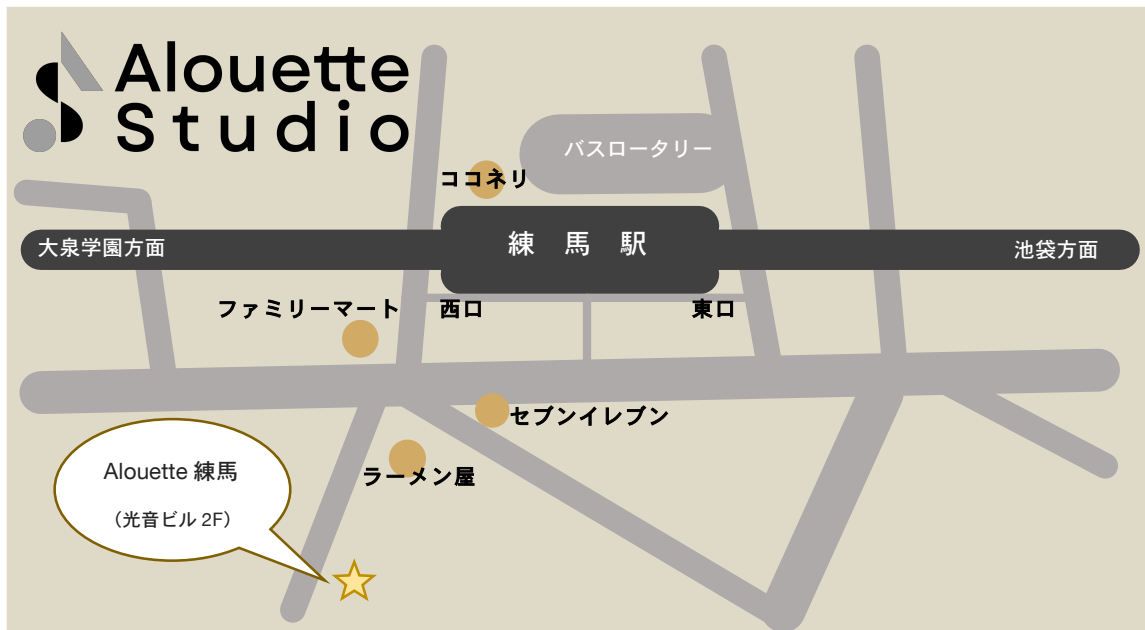 Alouette
Studio
バスロータリー
ココネリ
練 馬 駅
大泉学園方面
池袋方面
ファミリーマート
西口
東口
セブンイレブン
ラーメン屋
Alouette 練馬
（光音ビル 2F）